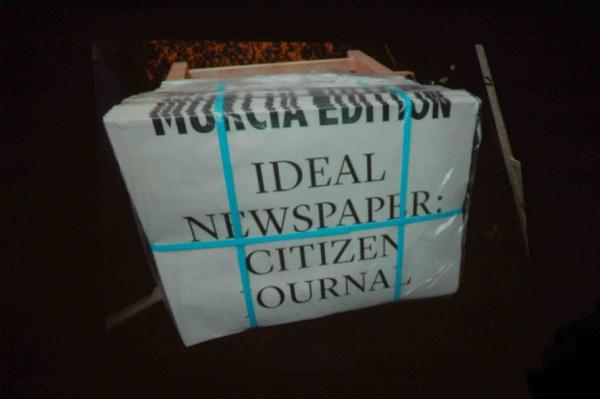 MURCIA EDITION
IDEAL
NEWSPAPER:
CITIZEN
JOURNAL